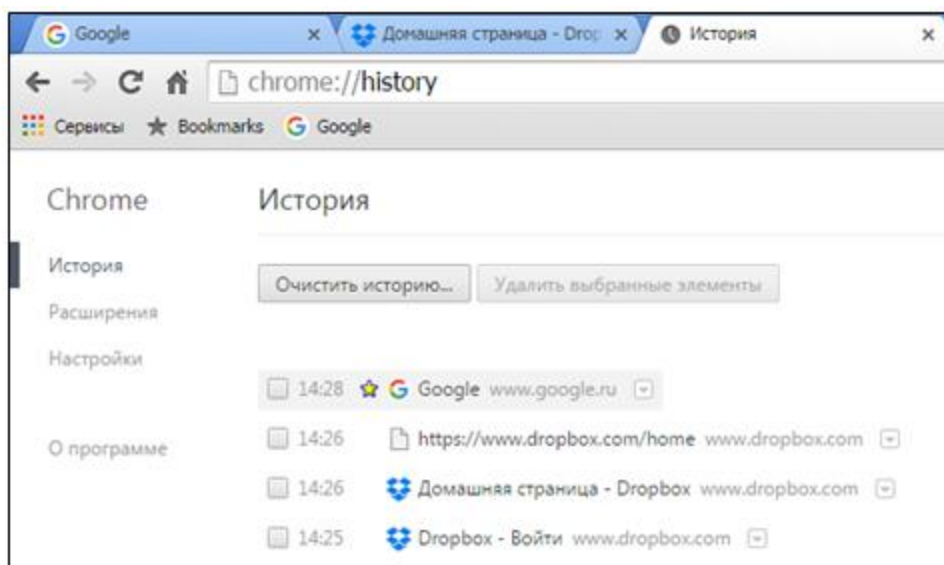 Google Домашняя страница - Drop История
chrome://history
Сервисы Bookmarks Google
Chrome История
История
Очистить историю... Удалить выбранные элементы
Расширения
Настройки
14:28 Google www.google.ru
14:26 https://www.dropbox.com/home www.dropbox.com
О программе
14:26 Домашняя страница - Dropbox www.dropbox.com
14:25 Dropbox - Войти www.dropbox.com